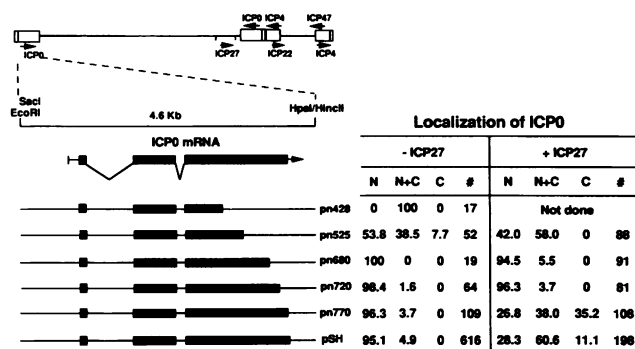 ICP0 ICP4 ICP47
ICP0 ICP27 ICP22 ICP4
SacI
EcoRI
HpaI/HincII
4.6 Kb
ICP0 mRNA
Localization of ICP0
- ICP27 + ICP27
N N+C C # N N+C C #
pn428 0 100 0 17 Not done
pn525 53.8 38.5 7.7 52 42.0 58.0 0 88
pn680 100 0 0 19 94.5 5.5 0 91
pn720 98.4 1.6 0 64 96.3 3.7 0 81
pn770 96.3 3.7 0 109 26.8 38.0 35.2 108
pSH 95.1 4.9 0 616 28.3 60.6 11.1 198